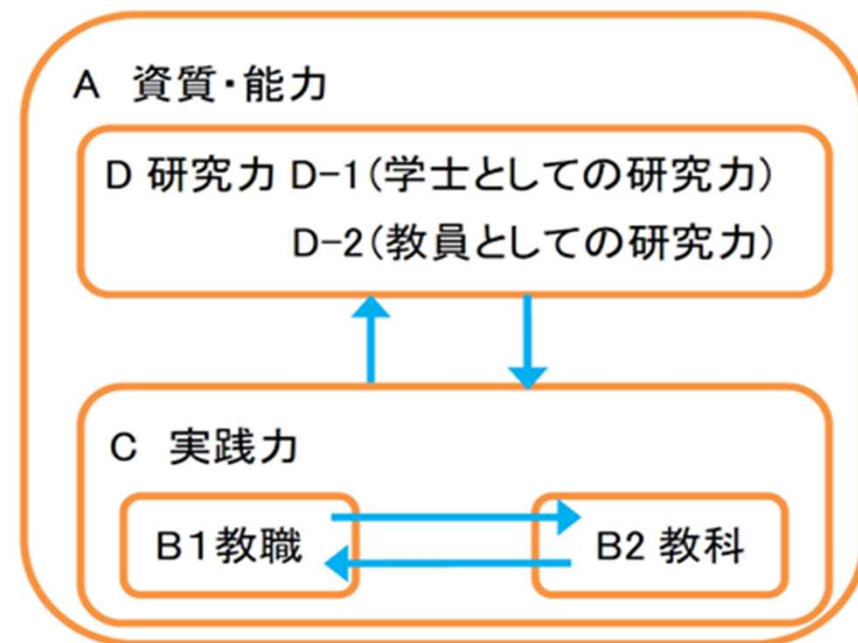 A 資質・能力
D 研究力 D-1(学士としての研究力)
D-2(教員としての研究力)
C 実践力
B1教職
B2 教科